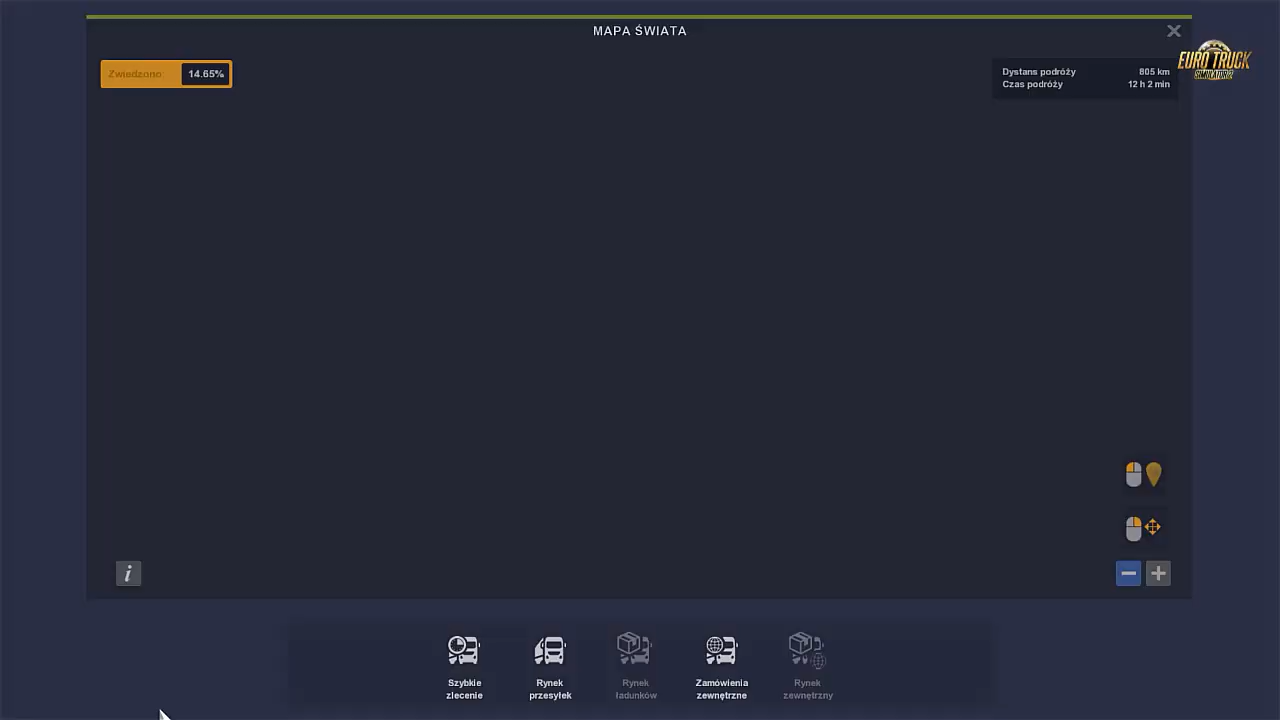 MAPA ŚWIATA
Zwiedzono: 14.65%
Dystans podróży 805 km
Czas podróży 12 h 2 min
EURO TRUCK
SIMULATOR 2
i
Szybkie
zlecenie
Rynek
przesyłek
Rynek
ładunków
Zamówienia
zewnętrzne
Rynek
zewnętrzny